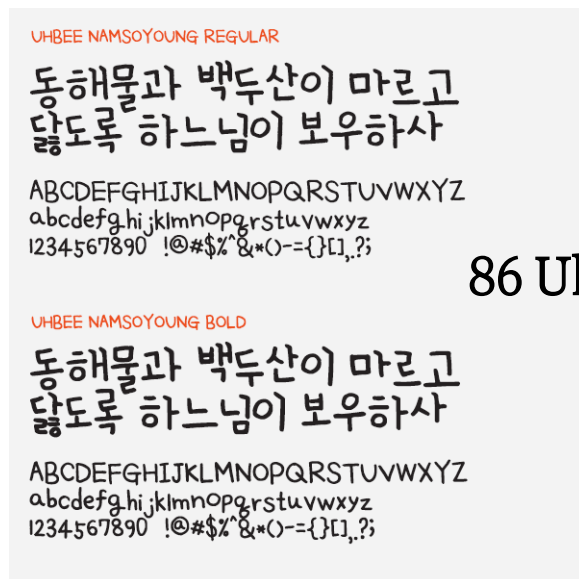 UHBEE NAMSOYOUNG REGULAR
동해물과 백두산이 마르고
닳도록 하느님이 보우하사
ABCDEFGHIJKLMNOPQRSTUVWXYZ
abcdefghijklmnopqrstuvwxyz
1234567890 !@#$%^&*()-={}[],.?;
86 Ul
UHBEE NAMSOYOUNG BOLD
동해물과 백두산이 마르고
닳도록 하느님이 보우하사
ABCDEFGHIJKLMNOPQRSTUVWXYZ
abcdefghijklmnopqrstuvwxyz
1234567890 !@#$%^&*()-={}[],.?;